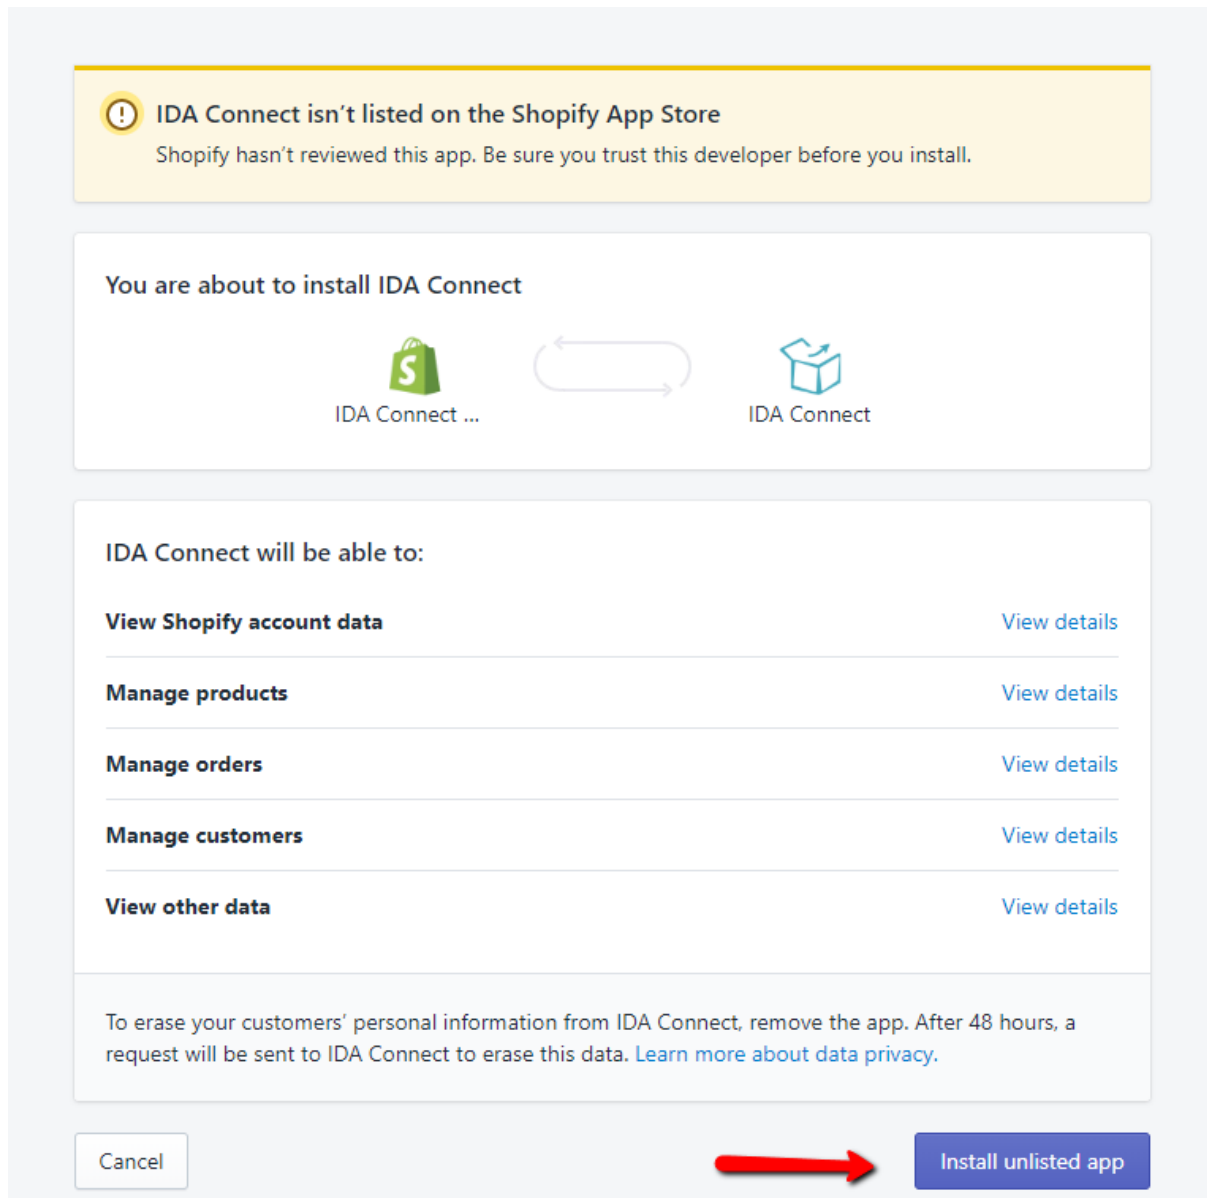 IDA Connect isn’t listed on the Shopify App Store
Shopify hasn’t reviewed this app. Be sure you trust this developer before you install.
You are about to install IDA Connect
IDA Connect ...
IDA Connect
IDA Connect will be able to:
View Shopify account data View details
Manage products View details
Manage orders View details
Manage customers View details
View other data View details
To erase your customers’ personal information from IDA Connect, remove the app. After 48 hours, a
request will be sent to IDA Connect to erase this data. Learn more about data privacy.
Cancel Install unlisted app